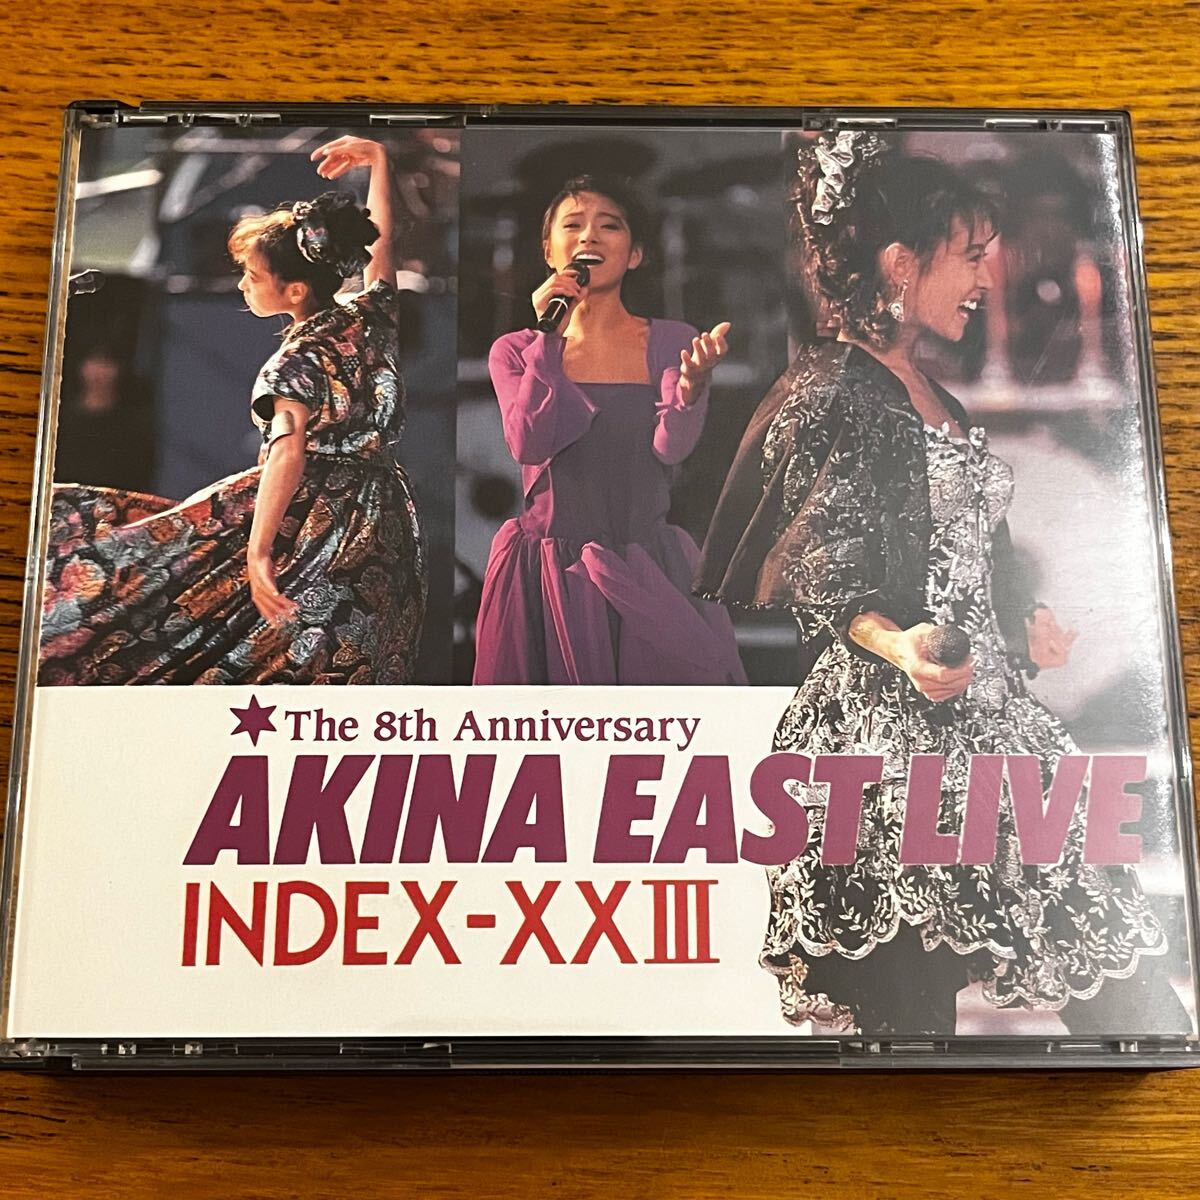 The 8th Anniversary
AKINA EAST LIVE
INDEX-XXIII